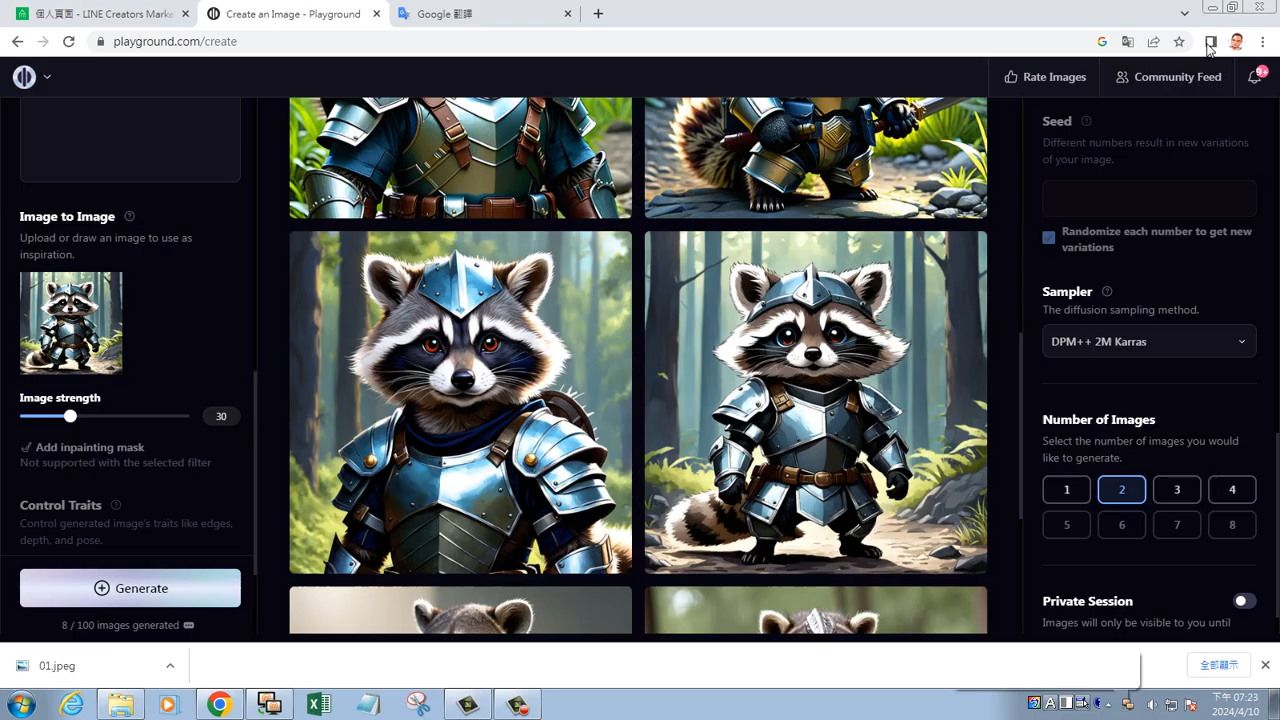 個人頁面 - LINE Creators Marke
Create an Image - Playground
Google 翻譯
playground.com/create
Rate Images
Community Feed
9+
Image to Image
Upload or draw an image to use as
inspiration.
Image strength
30
Add inpainting mask
Not supported with the selected filter
Control Traits
Control generated image's traits like edges,
depth, and pose.
Generate
8 / 100 images generated
Seed
Different numbers result in new variations
of your image.
Randomize each number to get new
variations
Sampler
The diffusion sampling method.
DPM++ 2M Karras
Number of Images
Select the number of images you would
like to generate.
1 2 3 4
5 6 7 8
Private Session
Images will only be visible to you until
01.jpeg
全部顯示
下午 07:23
2024/4/10